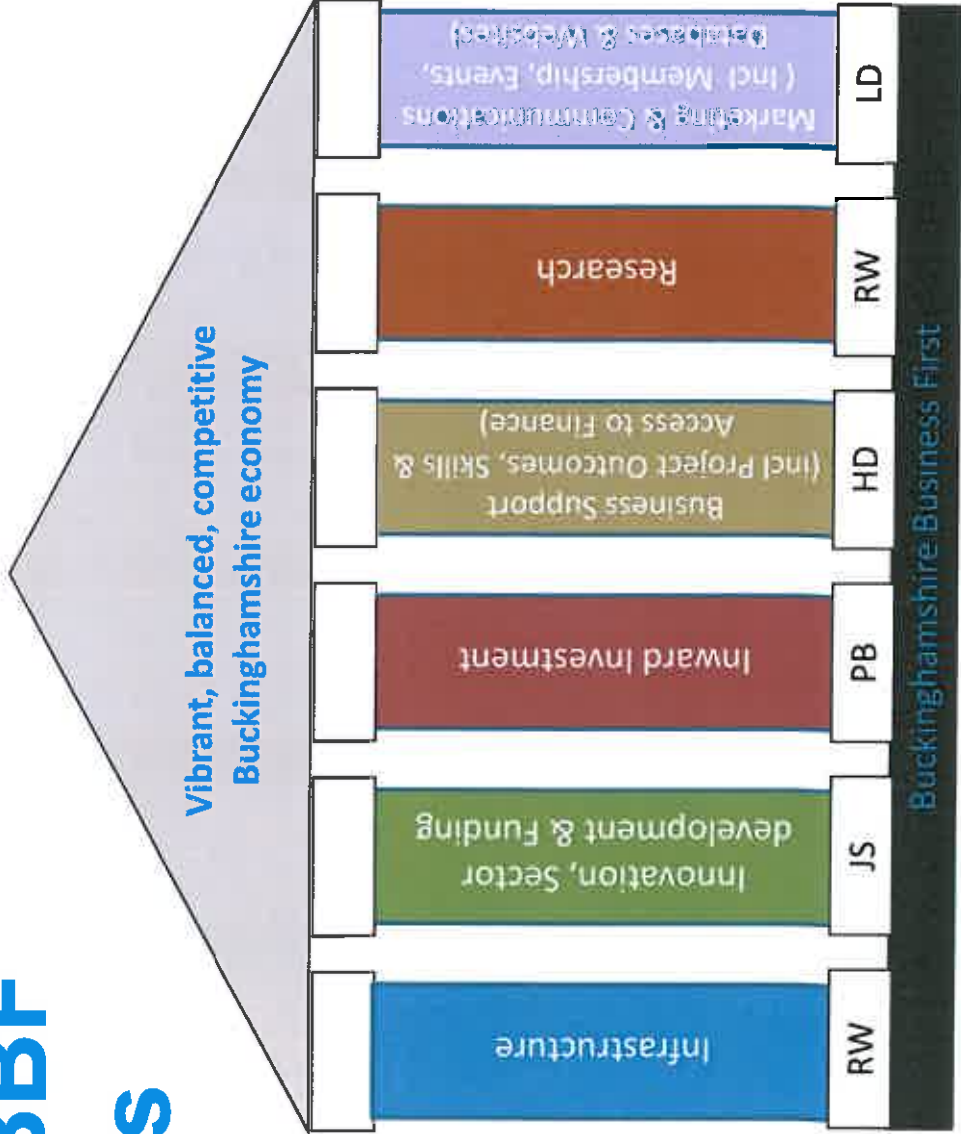 BBF
s
Vibrant, balanced, competitive
Buckinghamshire economy
Infrastructure
Innovation, Sector
development & Funding
Inward Investment
Business Support
(incl Project Outcomes, Skills &
Access to Finance)
Research
Marketing & Communications
( Incl Membership, Events,
Databases & Websites)
RW
JS
PB
HD
RW
LD
Buckinghamshire Business First